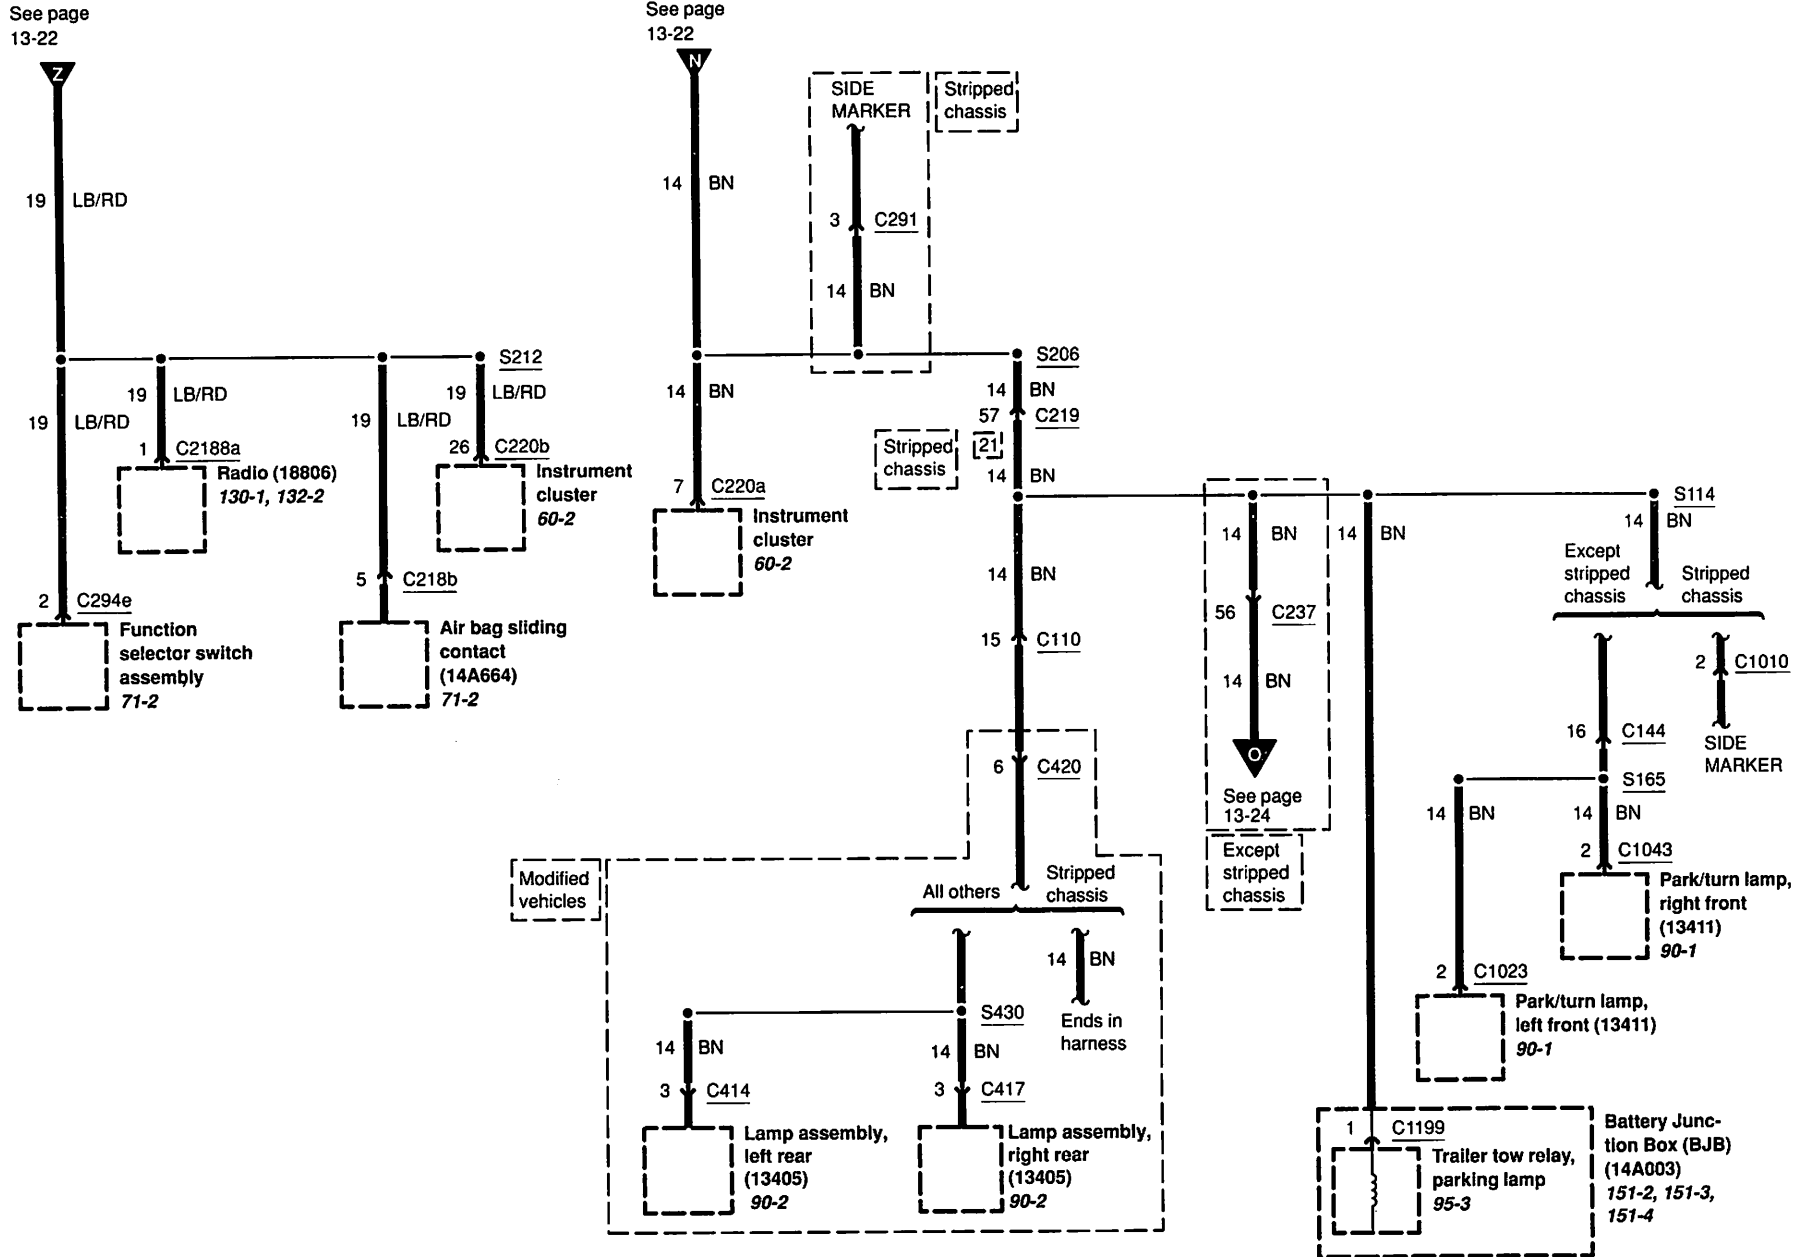 See page
13-22
Z
19 LB/RD
S212
19 LB/RD
2 C294e
Function
selector switch
assembly
71-2
19 LB/RD
1 C2188a
Radio (18806)
130-1, 132-2
19 LB/RD
5 C218b
Air bag sliding
contact
(14A664)
71-2
19 LB/RD
26 C220b
Instrument
cluster
60-2
See page
13-22
N
14 BN
SIDE
MARKER
Stripped
chassis
3 C291
14 BN
S206
14 BN
7 C220a
Instrument
cluster
60-2
14 BN
57 C219
Stripped
chassis
21
14 BN
S114
14 BN
15 C110
6 C420
Modified
vehicles
All others
Stripped
chassis
14 BN
Ends in
harness
S430
14 BN
3 C414
Lamp assembly,
left rear
(13405)
90-2
14 BN
3 C417
Lamp assembly,
right rear
(13405)
90-2
14 BN
56 C237
14 BN
O
See page
13-24
Except
stripped
chassis
14 BN
1 C1199
Trailer tow relay,
parking lamp
95-3
Battery Junc-
tion Box (BJB)
(14A003)
151-2, 151-3,
151-4
14 BN
Except
stripped
chassis
Stripped
chassis
2 C1010
SIDE
MARKER
16 C144
S165
14 BN
2 C1023
Park/turn lamp,
left front (13411)
90-1
14 BN
2 C1043
Park/turn lamp,
right front
(13411)
90-1